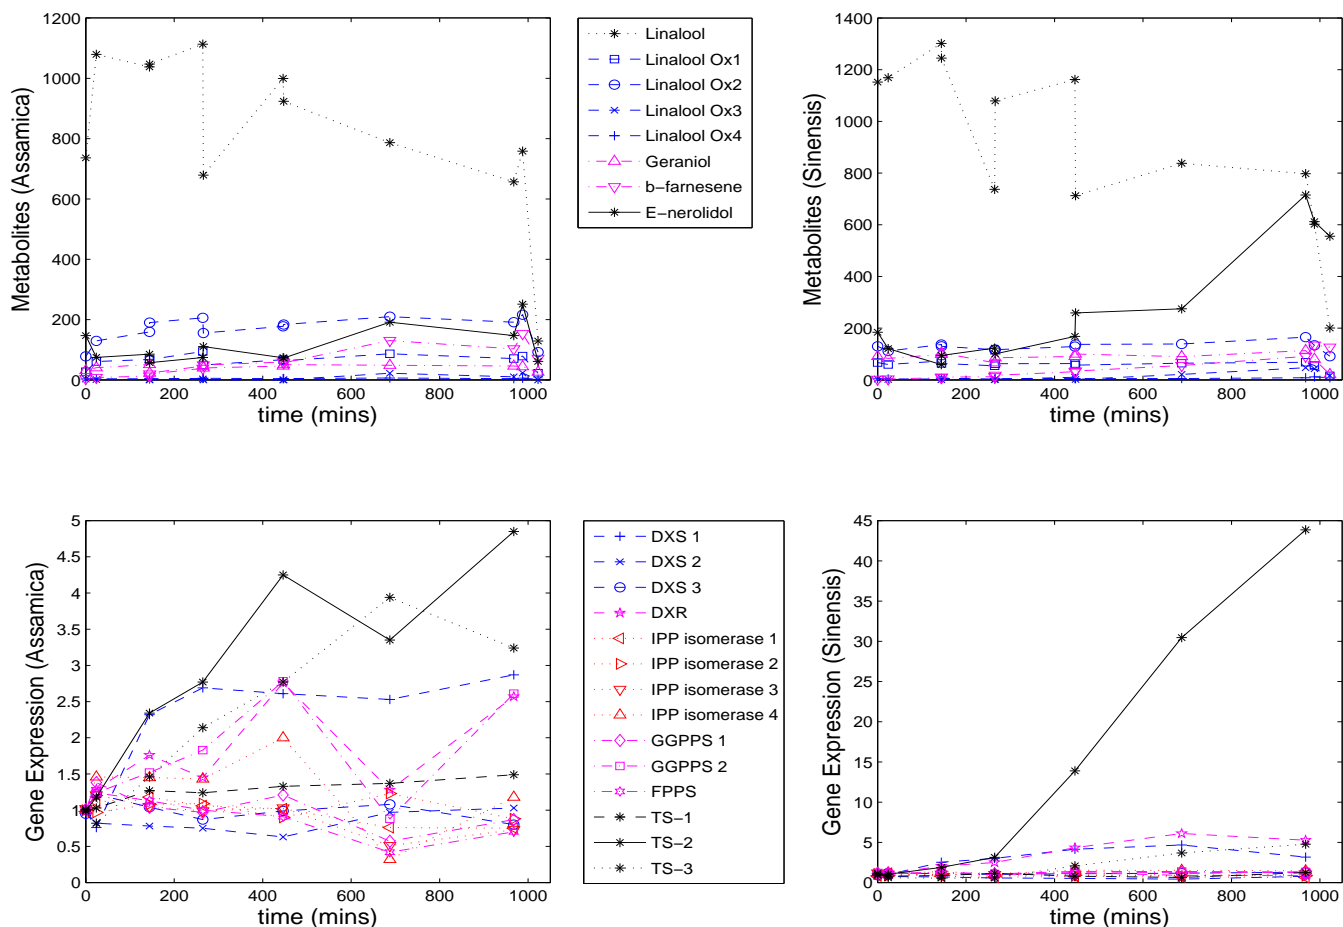 1200
1000
800
600
400
200
0
0 200 400 600 800 1000
Metabolites (Assamica)
time (mins)
Linalool
Linalool Ox1
Linalool Ox2
Linalool Ox3
Linalool Ox4
Geraniol
b−farnesene
E−nerolidol
1400
1200
1000
800
600
400
200
0
0 200 400 600 800 1000
Metabolites (Sinensis)
time (mins)
5
4.5
4
3.5
3
2.5
2
1.5
1
0.5
0
0 200 400 600 800 1000
Gene Expression (Assamica)
time (mins)
DXS 1
DXS 2
DXS 3
DXR
IPP isomerase 1
IPP isomerase 2
IPP isomerase 3
IPP isomerase 4
GGPPS 1
GGPPS 2
FPPS
TS−1
TS−2
TS−3
45
40
35
30
25
20
15
10
5
0
0 200 400 600 800 1000
Gene Expression (Sinensis)
time (mins)